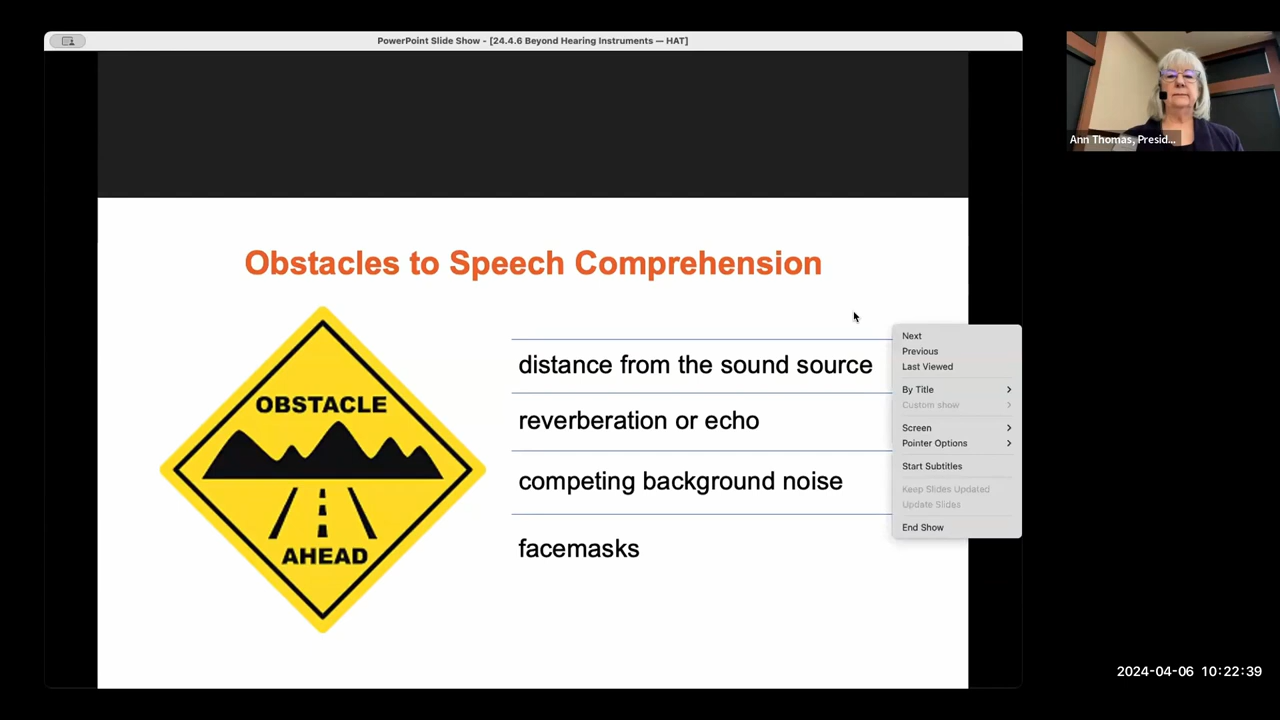 PowerPoint Slide Show - [24.4.6 Beyond Hearing Instruments — HAT]
Ann Thomas, Presid...
Obstacles to Speech Comprehension
OBSTACLE
AHEAD
distance from the sound source
reverberation or echo
competing background noise
facemasks
Next
Previous
Last Viewed
By Title
Custom show
Screen
Pointer Options
Start Subtitles
Keep Slides Updated
Update Slides
End Show
2024-04-06 10:22:39